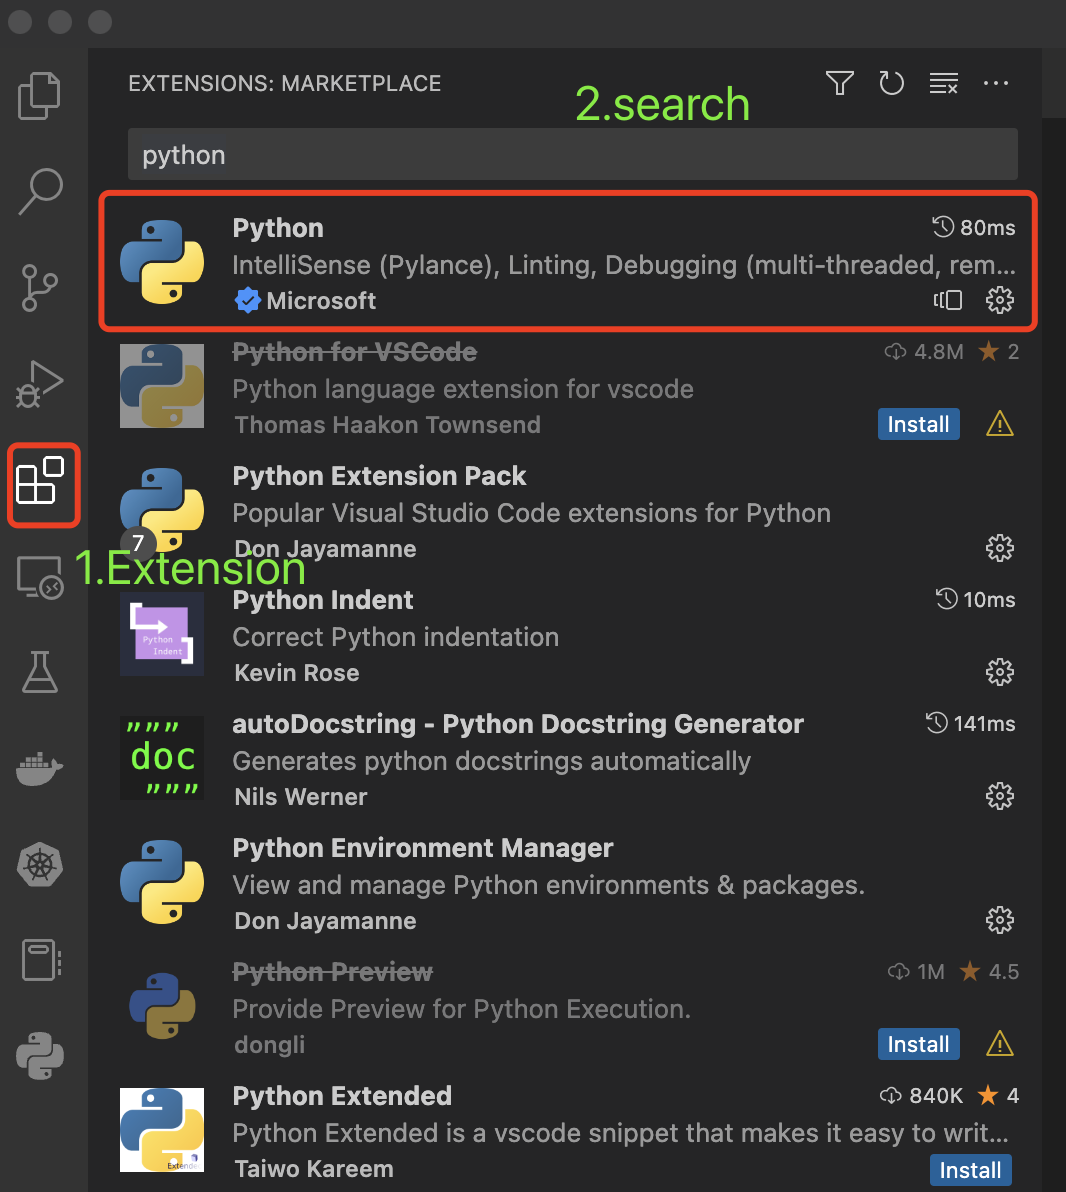 EXTENSIONS: MARKETPLACE
2.search
python
Python
80ms
IntelliSense (Pylance), Linting, Debugging (multi-threaded, rem...
Microsoft
Python for VSCode
4.8M
2
Python language extension for vscode
Thomas Haakon Townsend
Install
Python Extension Pack
Popular Visual Studio Code extensions for Python
7
Don Jayamanne
1.Extension
Python Indent
10ms
Python
Indent
Correct Python indentation
Kevin Rose
autoDocstring - Python Docstring Generator
141ms
"""
doc
"""
Generates python docstrings automatically
Nils Werner
Python Environment Manager
View and manage Python environments & packages.
Don Jayamanne
Python Preview
1M
4.5
Provide Preview for Python Execution.
dongli
Install
Python Extended
840K
4
Python Extended is a vscode snippet that makes it easy to writ...
Extende
Taiwo Kareem
Install